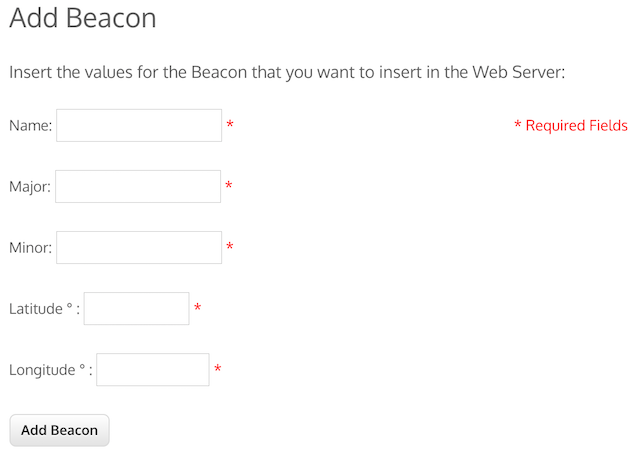 Add Beacon
Insert the values for the Beacon that you want to insert in the Web Server:
Name: * * Required Fields
Major: *
Minor: *
Latitude ° : *
Longitude ° : *
Add Beacon